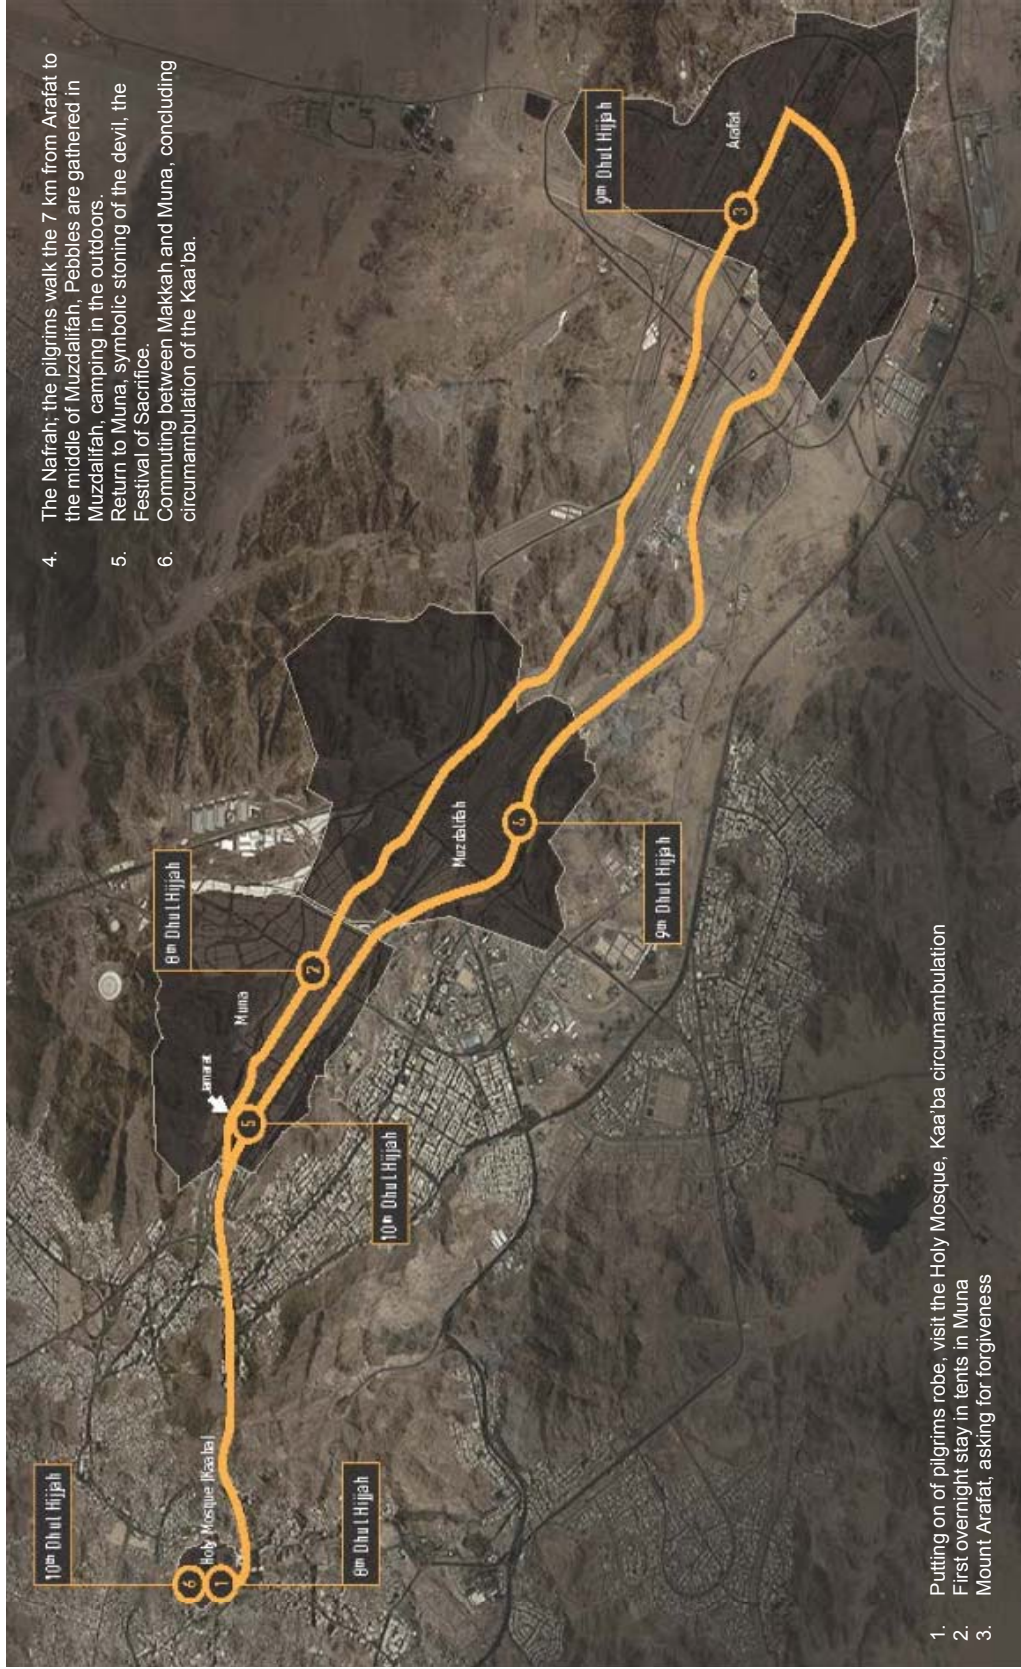 10th Dhul Hijjah
6
1
Holy Mosque (Kaaba)
8th Dhul Hijjah
Jamarat
5
10th Dhul Hijjah
8th Dhul Hijjah
Muna
2
Muzdalifah
4
9th Dhul Hijjah
9th Dhul Hijjah
3
Arafat
1. Putting on of pilgrims robe, visit the Holy Mosque, Kaa'ba circumambulation
2. First overnight stay in tents in Muna
3. Mount Arafat, asking for forgiveness
4. The Nafrah; the pilgrims walk the 7 km from Arafat to
the middle of Muzdalifah, Pebbles are gathered in
Muzdalifah, camping in the outdoors.
5. Return to Muna, symbolic stoning of the devil, the
Festival of Sacrifice.
6. Commuting between Makkah and Muna, concluding
circumambulation of the Kaa'ba.